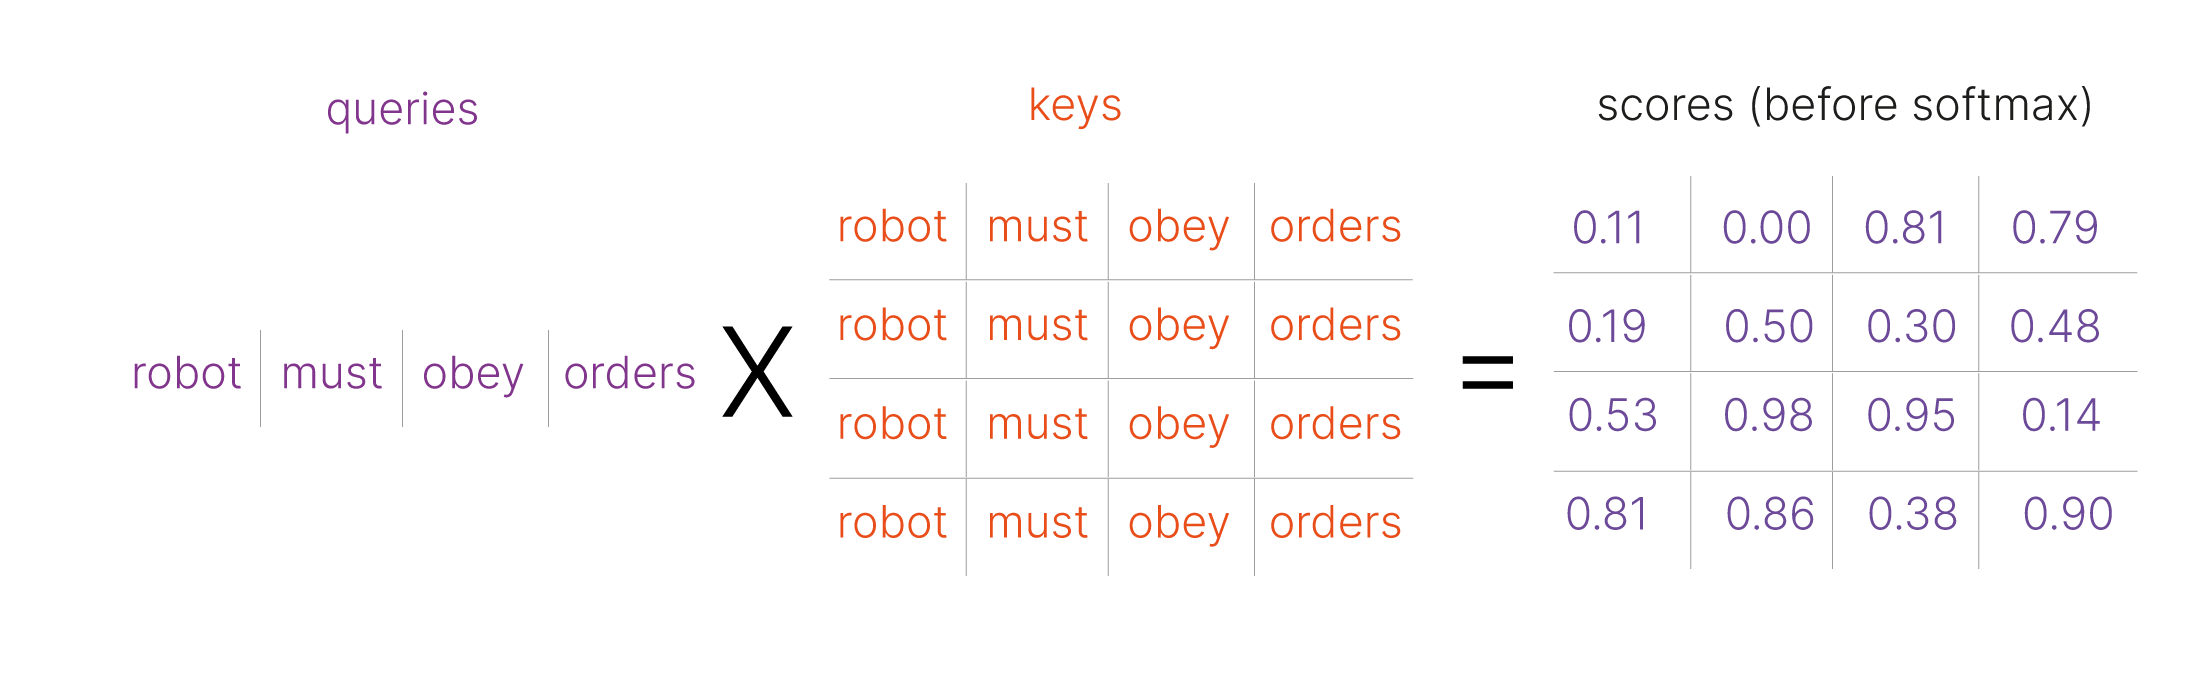 queries keys scores (before softmax)
robot must obey orders 0.11 0.00 0.81 0.79
robot must obey orders 0.19 0.50 0.30 0.48
robot must obey orders X =
robot must obey orders 0.53 0.98 0.95 0.14
robot must obey orders 0.81 0.86 0.38 0.90